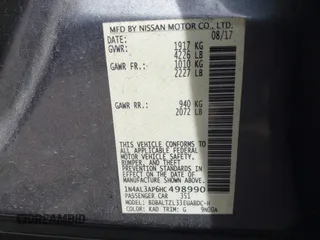 MFD BY NISSAN MOTOR CO., LTD.
DATE: 08/17
GVWR: 1917 KG
4226 LB
GAWR FR.: 1010 KG
2227 LB
GAWR RR: 940 KG
2072 LB
THIS VEHICLE CONFORMS TO ALL
APPLICABLE FEDERAL MOTOR VEHICLE
SAFETY, BUMPER, AND THEFT PREVENTION
STANDARDS IN EFFECT ON THE DATE OF
MANUFACTURE SHOWN ABOVE.
1N4AL3AP6HC498990
PASSENGER CAR 351
MODEL:
COLOR: KAD TRIM: G
© Stat.vin